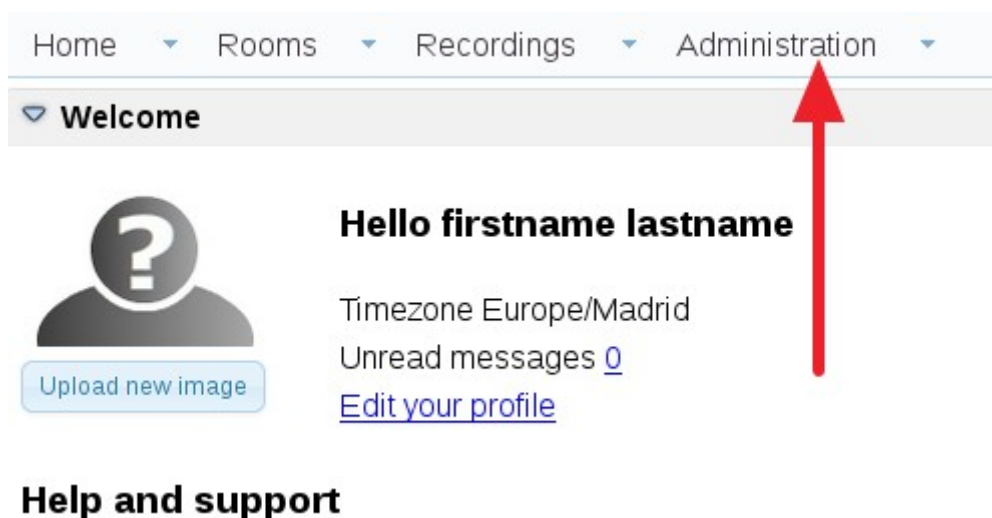 Home Rooms Recordings Administration
Welcome
Hello firstname lastname
Timezone Europe/Madrid
Unread messages 0
Upload new image
Edit your profile
Help and support